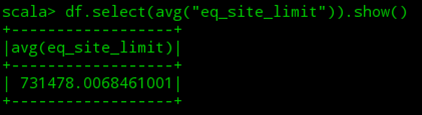 scala> df.select(avg("eq_site_limit")).show()
+------------------+
|avg(eq_site_limit)|
+------------------+
| 731478.0068461001|
+------------------+